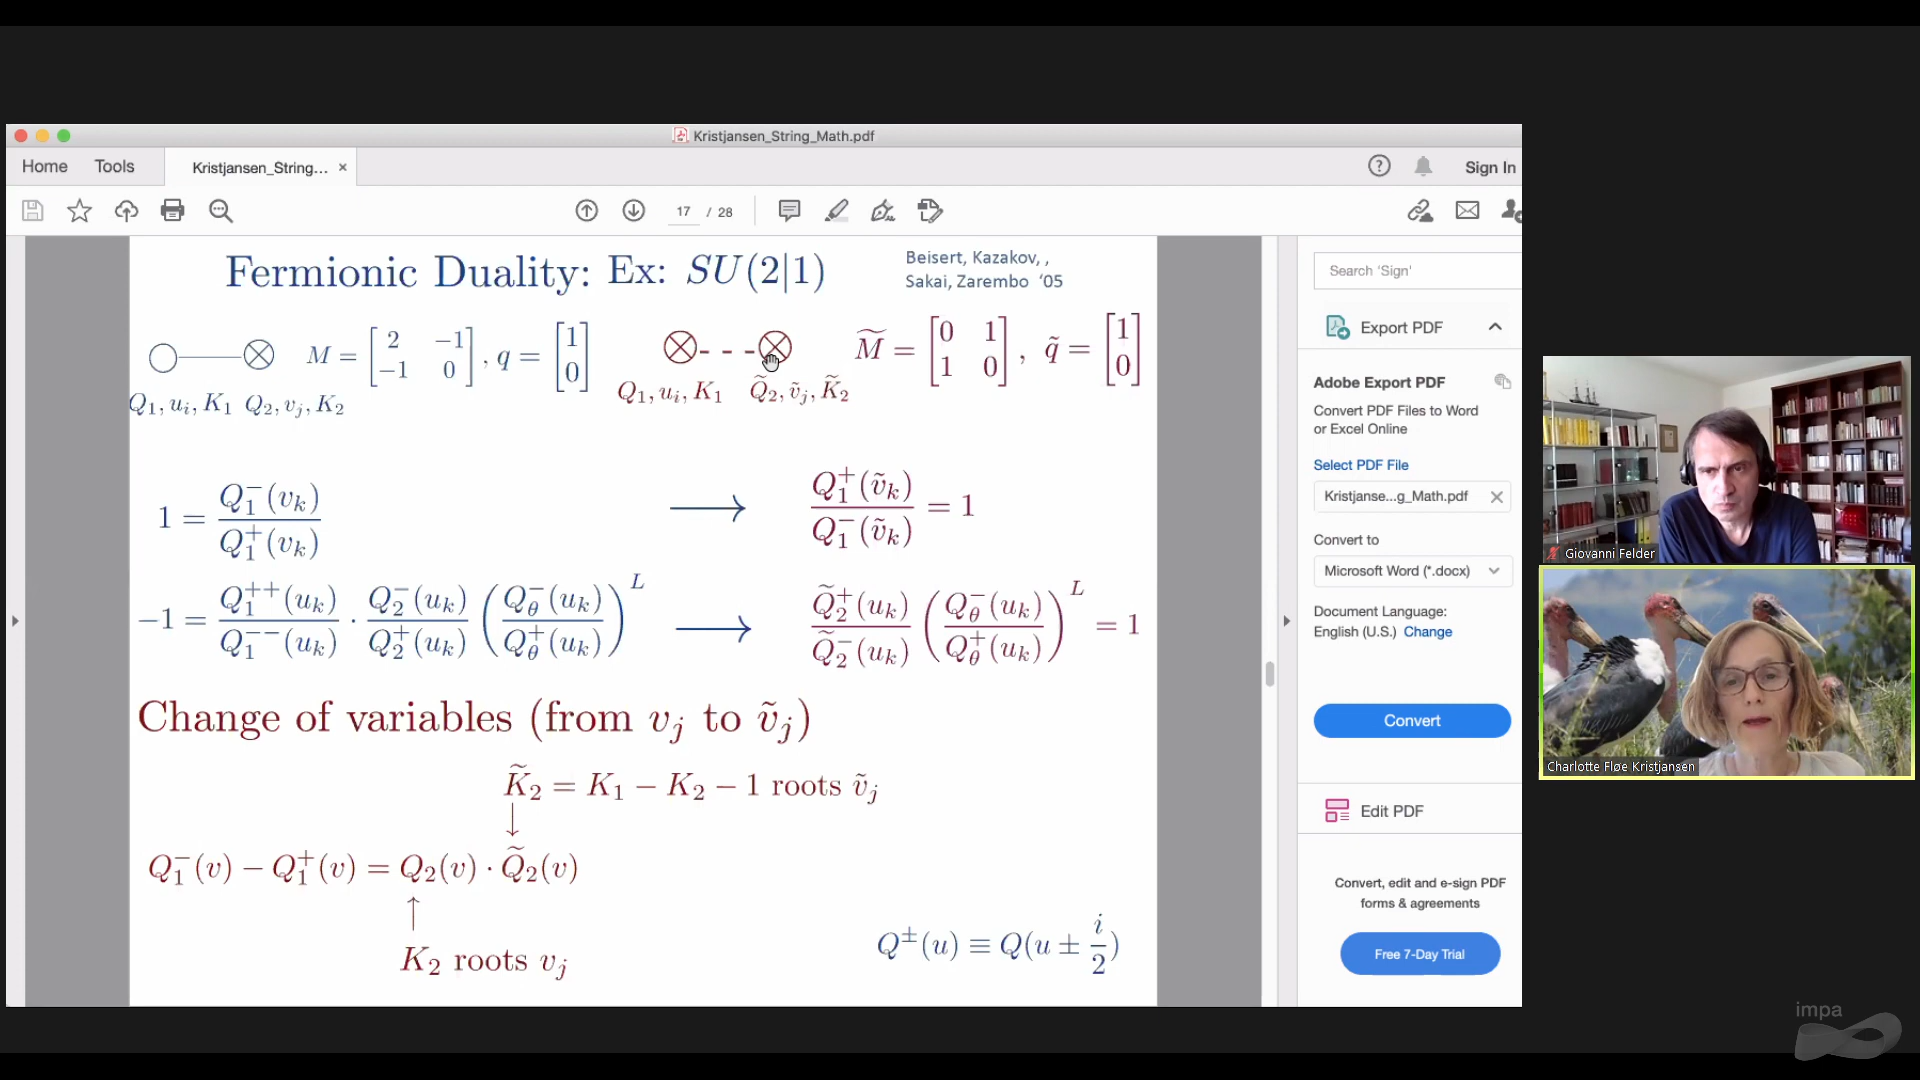 Kristjansen_String_Math.pdf
Home Tools Kristjansen_String... × Sign In
17 / 28
Fermionic Duality: Ex: SU(2|1)
Beisert, Kazakov, ,
Sakai, Zarembo ‘05
M = [2 −1; −1 0], q = [1; 0]
M̃ = [0 1; 1 0], q̃ = [1; 0]
Q₁, uᵢ, K₁ Q₂, vⱼ, K₂
Q₁, uᵢ, K₁ Q̃₂, ṽⱼ, K̃₂
1 = Q₁⁻(vₖ) / Q₁⁺(vₖ) → Q₁⁺(ṽₖ) / Q₁⁻(ṽₖ) = 1
−1 = Q₁⁺⁺(uₖ) / Q₁⁻⁻(uₖ) · Q₂⁻(uₖ) / Q₂⁺(uₖ) (Q_θ⁻(uₖ) / Q_θ⁺(uₖ))^L → Q̃₂⁺(uₖ) / Q̃₂⁻(uₖ) (Q_θ⁻(uₖ) / Q_θ⁺(uₖ))^L = 1
Change of variables (from vⱼ to ṽⱼ)
K̃₂ = K₁ − K₂ − 1 roots ṽⱼ
↓
Q₁⁻(v) − Q₁⁺(v) = Q₂(v) · Q̃₂(v)
↑
K₂ roots vⱼ
Q^±(u) ≡ Q(u ± i/2)
Search 'Sign'
Export PDF
Adobe Export PDF
Convert PDF Files to Word
or Excel Online
Select PDF File
Kristjanse...g_Math.pdf ×
Convert to
Microsoft Word (*.docx)
Document Language:
English (U.S.) Change
Convert
Edit PDF
Convert, edit and e-sign PDF
forms & agreements
Free 7-Day Trial
Giovanni Felder
Charlotte Fløe Kristjansen
impa